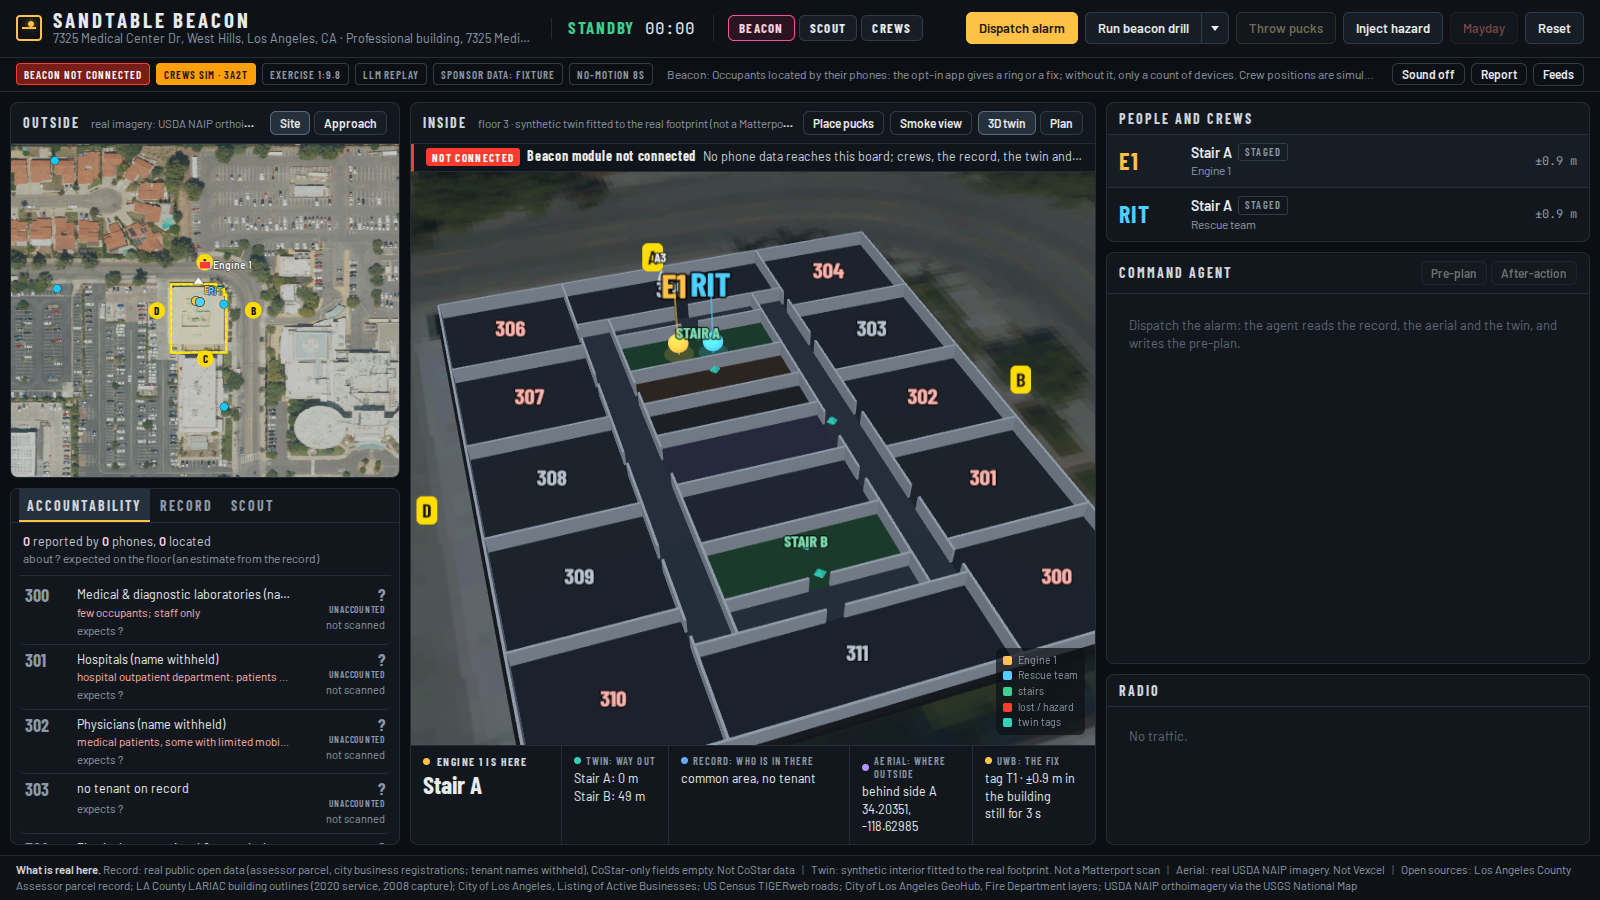 SANDTABLE BEACON
7325 Medical Center Dr, West Hills, Los Angeles, CA · Professional building, 7325 Medi...
STANDBY 00:00
BEACON SCOUT CREWS
Dispatch alarm Run beacon drill Throw pucks Inject hazard Mayday Reset
BEACON NOT CONNECTED CREWS SIM · 3A2T EXERCISE 1:9.8 LLM REPLAY SPONSOR DATA: FIXTURE NO-MOTION 8S
Beacon: Occupants located by their phones: the opt-in app gives a ring or a fix; without it, only a count of devices. Crew positions are simul...
Sound off Report Feeds
OUTSIDE real imagery: USDA NAIP orthoi... Site Approach
Engine 1
D
B
C
ACCOUNTABILITY RECORD SCOUT
0 reported by 0 phones, 0 located
about ? expected on the floor (an estimate from the record)
300 Medical & diagnostic laboratories (na... ?
few occupants; staff only UNACCOUNTED
expects ? not scanned
301 Hospitals (name withheld) ?
hospital outpatient department: patients ... UNACCOUNTED
expects ? not scanned
302 Physicians (name withheld) ?
medical patients, some with limited mobi... UNACCOUNTED
expects ? not scanned
303 no tenant on record ?
expects ? UNACCOUNTED
not scanned
INSIDE floor 3 · synthetic twin fitted to the real footprint (not a Matterpo... Place pucks Smoke view 3D twin Plan
NOT CONNECTED Beacon module not connected No phone data reaches this board; crews, the record, the twin and...
A
A3
E1 RIT
304
306
STAIR A
303
307
302
B
308
301
D
STAIR B
309
300
311
310
Engine 1
Rescue team
stairs
lost / hazard
twin tags
ENGINE 1 IS HERE
Stair A
TWIN: WAY OUT
Stair A: 0 m
Stair B: 49 m
RECORD: WHO IS IN THERE
common area, no tenant
AERIAL: WHERE
OUTSIDE
behind side A
34.20351,
-118.62985
UWB: THE FIX
tag T1 · ±0.9 m in
the building
still for 3 s
PEOPLE AND CREWS
E1 Stair A STAGED ±0.9 m
Engine 1
RIT Stair A STAGED ±0.9 m
Rescue team
COMMAND AGENT Pre-plan After-action
Dispatch the alarm: the agent reads the record, the aerial and the twin, and
writes the pre-plan.
RADIO
No traffic.
What is real here. Record: real public open data (assessor parcel, city business registrations; tenant names withheld), CoStar-only fields empty. Not CoStar data | Twin: synthetic interior fitted to the real footprint. Not a Matterport scan | Aerial: real USDA NAIP imagery. Not Vexcel | Open sources: Los Angeles County
Assessor parcel record; LA County LARIAC building outlines (2020 service, 2008 capture); City of Los Angeles, Listing of Active Businesses; US Census TIGERweb roads; City of Los Angeles GeoHub, Fire Department layers; USDA NAIP orthoimagery via the USGS National Map